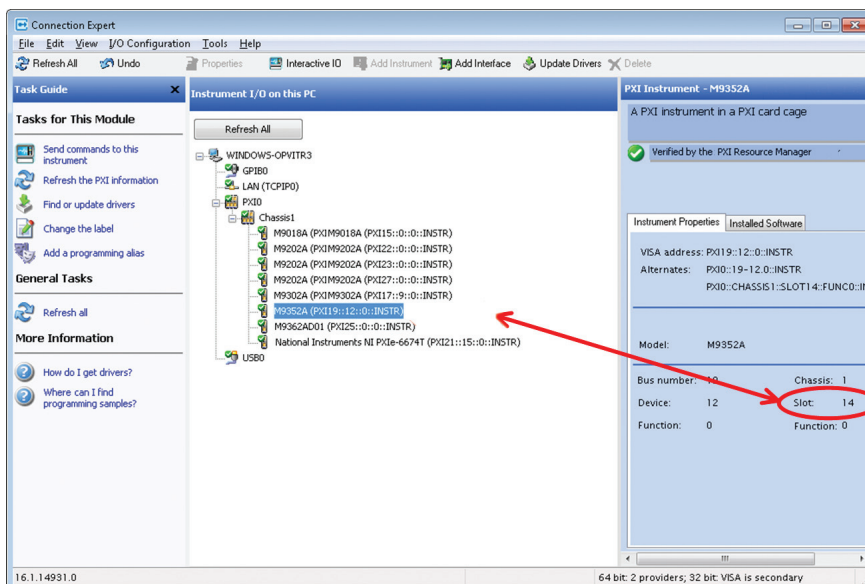 Connection Expert
File Edit View I/O Configuration Tools Help
Refresh All Undo Properties Interactive IO Add Instrument Add Interface Update Drivers Delete
Task Guide
Tasks for This Module
Send commands to this
instrument
Refresh the PXI information
Find or update drivers
Change the label
Add a programming alias
General Tasks
Refresh all
More Information
How do I get drivers?
Where can I find
programming samples?
Instrument I/O on this PC
Refresh All
WINDOWS-OPVITR3
GPIB0
LAN (TCPIP0)
PXI0
Chassis1
M9018A (PXIM9018A (PXI15::0::0::INSTR)
M9202A (PXIM9202A (PXI22::0::0::INSTR)
M9202A (PXIM9202A (PXI23::0::0::INSTR)
M9202A (PXIM9202A (PXI27::0::0::INSTR)
M9302A (PXIM9302A (PXI17::9::0::INSTR)
M9352A (PXI19::12::0::INSTR)
M9362AD01 (PXI25::0::0::INSTR)
National Instruments NI PXIe-6674T (PXI21::15::0::INSTR)
USB0
PXI Instrument - M9352A
A PXI instrument in a PXI card cage
Verified by the PXI Resource Manager
Instrument Properties Installed Software
VISA address: PXI19::12::0::INSTR
Alternates: PXI0::19-12.0::INSTR
PXI0::CHASSIS1::SLOT14::FUNC0::IN
Model: M9352A
Bus number: 19 Chassis: 1
Device: 12 Slot: 14
Function: 0 Function: 0
16.1.14931.0
64 bit: 2 providers; 32 bit: VISA is secondary